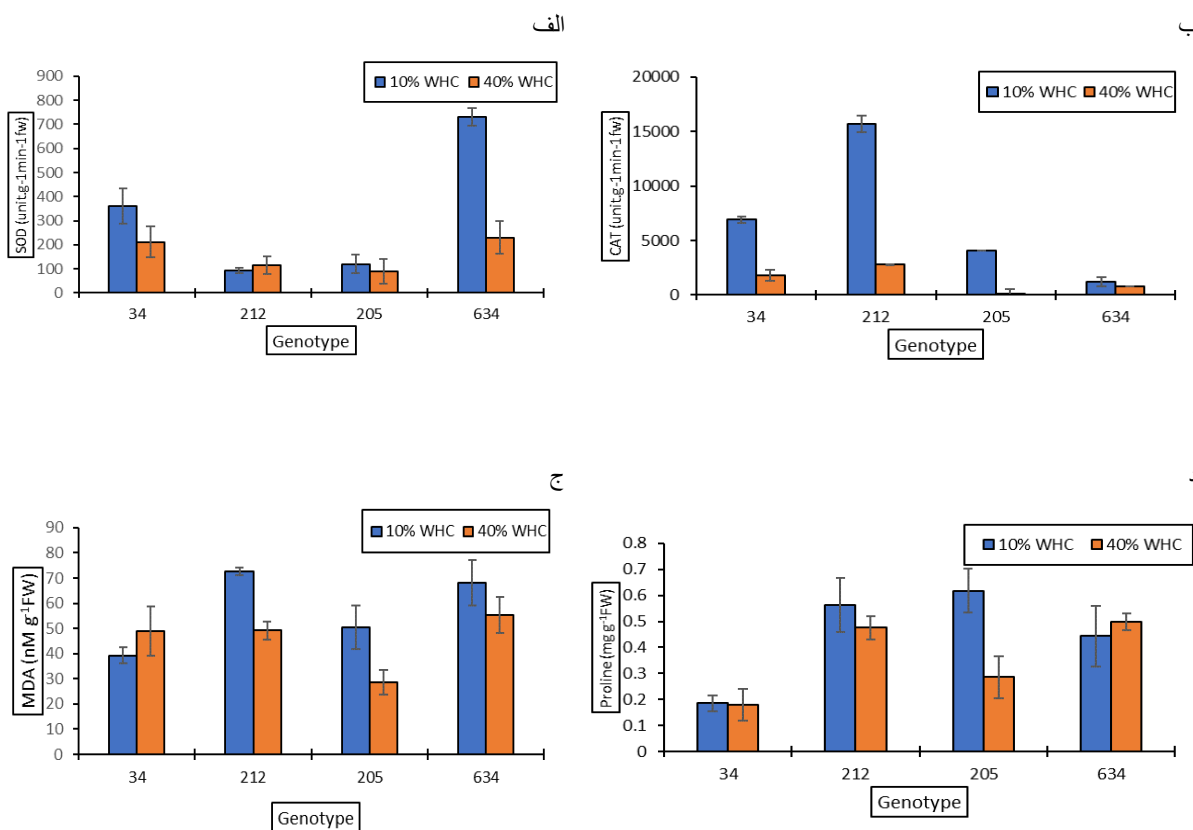 الف
900
800
700
600
500
400
300
200
100
0
SOD (unit.g-1min-1fw)
10% WHC 40% WHC
34 212 205 634
Genotype
ب
20000
15000
10000
5000
0
CAT (unit.g-1min-1fw)
10% WHC 40% WHC
34 212 205 634
Genotype
ج
90
80
70
60
50
40
30
20
10
0
MDA (nM g-1FW)
10% WHC 40% WHC
34 212 205 634
Genotype
0.8
0.7
0.6
0.5
0.4
0.3
0.2
0.1
0
Proline (mg g-1FW)
10% WHC 40% WHC
34 212 205 634
Genotype